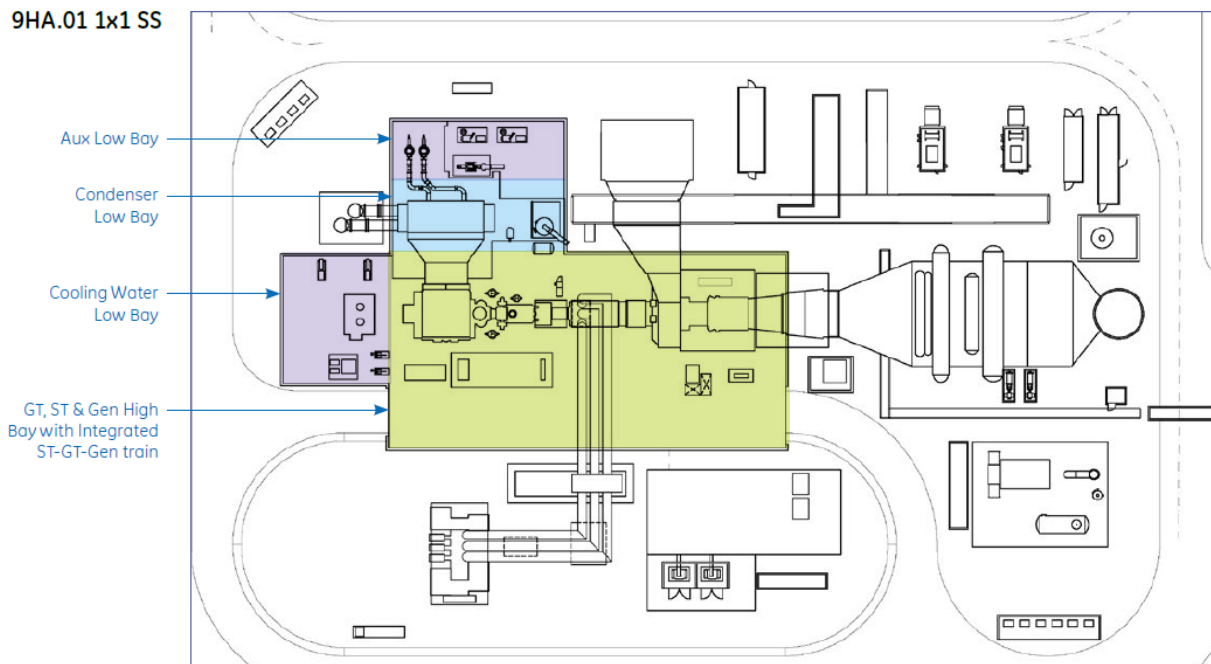 9HA.01 1x1 SS
Aux Low Bay
Condenser
Low Bay
Cooling Water
Low Bay
GT, ST & Gen High
Bay with Integrated
ST-GT-Gen train